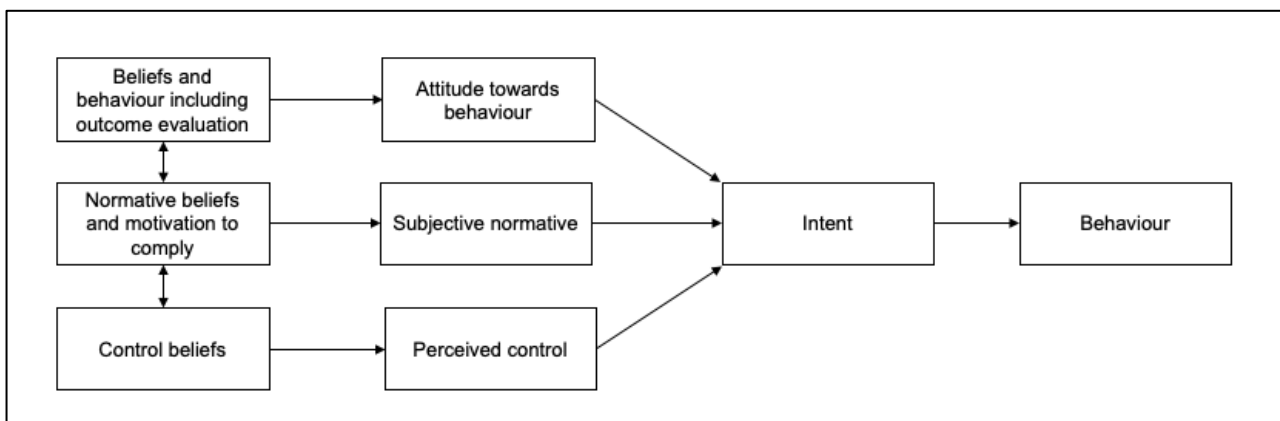 Beliefs and
behaviour including
outcome evaluation
Attitude towards
behaviour
Normative beliefs
and motivation to
comply
Subjective normative
Intent
Behaviour
Control beliefs
Perceived control